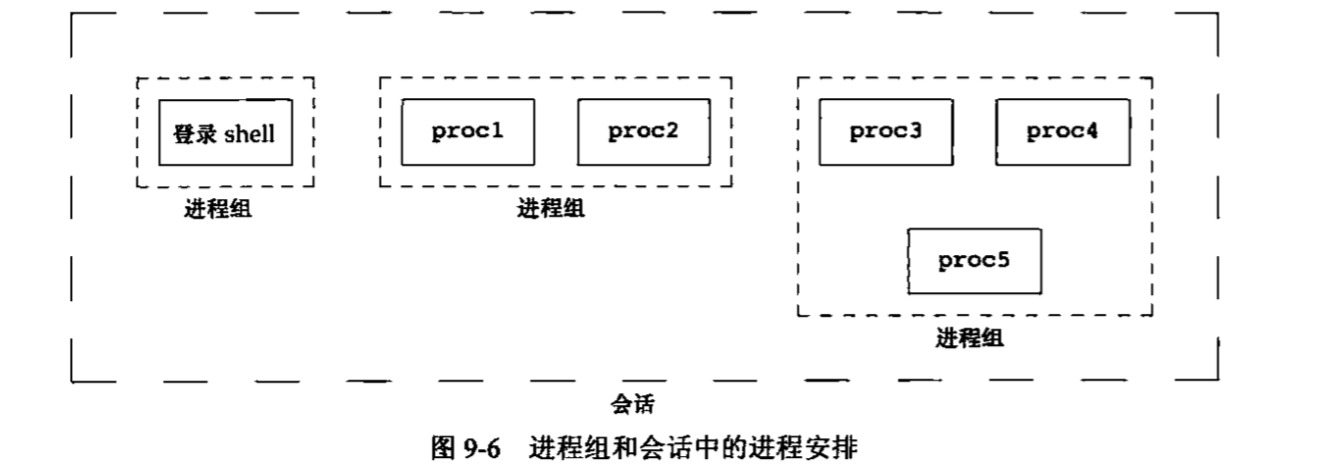 登录 shell
proc1
proc2
proc3
proc4
进程组
进程组
proc5
进程组
会话
图 9-6 进程组和会话中的进程安排